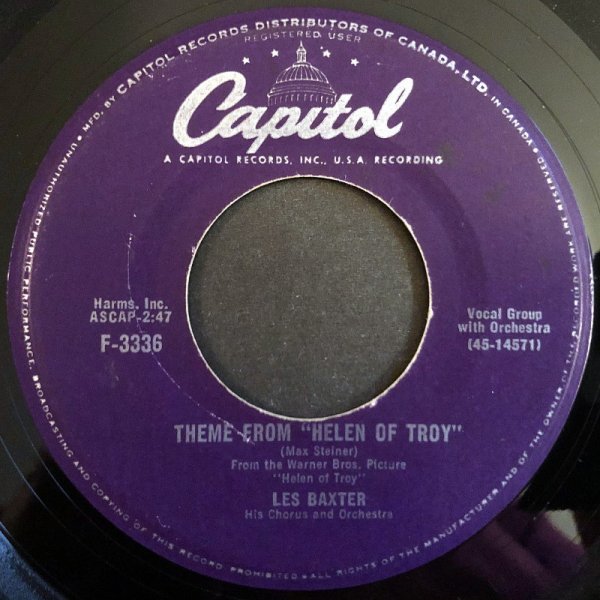 MFD. BY CAPITOL RECORDS DISTRIBUTORS OF CANADA, LTD. IN CANADA
REGISTERED USER
Capitol
A CAPITOL RECORDS, INC., U.S.A. RECORDING
Harms, Inc.
ASCAP-2:47
F-3336
Vocal Group
with Orchestra
(45-14571)
THEME FROM "HELEN OF TROY"
(Max Steiner)
From the Warner Bros. Picture
"Helen of Troy"
LES BAXTER
His Chorus and Orchestra
UNAUTHORIZED PUBLIC PERFORMANCE, BROADCASTING AND COPYING OF THIS RECORD PROHIBITED • ALL RIGHTS OF THE MANUFACTURER AND OF THE OWNER OF THE RECORDED WORK ARE RESERVED